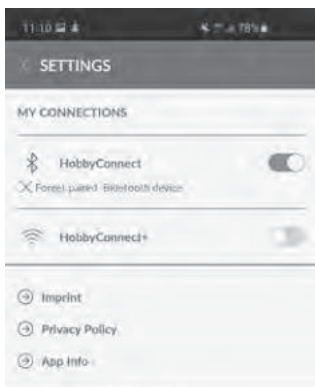 11:10 78%
SETTINGS
MY CONNECTIONS
HobbyConnect
Forget paired Bluetooth device
HobbyConnect+
Imprint
Privacy Policy
App Info